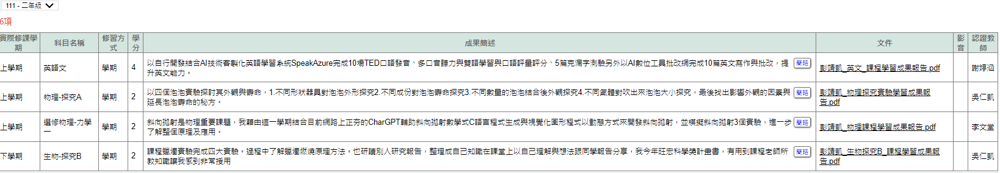 111 - 二年級
6項
實際修課學期 科目名稱 修習方式 學分 成果簡述 文件 影音 認證教師
上學期 英語文 學期 4 以自行開發結合AI技術客製化英語學習系統SpeakAzure完成10場TED口語發音、多口音聽力與雙語學習與口語評量評分、5篇克漏字測驗另外以AI數位工具批改網完成10篇英文寫作與批改，提
升英文能力。 簡略 彭靖凱_英文_課程學習成果報告.pdf 謝婷涵
上學期 物理-探究A 學期 2 以四個泡泡實驗探討其外觀與壽命，1.不同形狀器具對泡泡外形探究2.不同成份對泡泡壽命探究3.不同數量的泡泡結合後外觀探究4.不同氣體對吹出來泡泡大小探究，最後找出影響外觀的因素與
延長泡泡壽命的秘方。 簡略 彭靖凱_物理探究實驗學習成果報
告.pdf 吳仁凱
上學期 選修物理-力學一 學期 2 斜向拋射是物理重要課題，我藉由這一學期結合目前網路上正夯的CharGPT輔助斜向拋射數學式C語言程式生成與視覺化圖形程式以動態方式來開發斜向拋射，並模擬斜向拋射3個實驗，進一步
了解整個原理及應用。 簡略 彭靖凱_物理課程學習成果報告.pdf 李文堂
下學期 生物-探究B 學期 2 課程蠟燭實驗完成四大實驗。過程中了解蠟燭燃燒原理方法。也研讀別人研究報告，整理成自己知識在課堂上以自己理解與想法跟同學報告分享，我今年旺宏科學獎計畫書，有用到課程老師所
教知識讓我感到非常受用 簡略 彭靖凱_生物探究B_課程學習成果報
告.pdf 吳仁凱